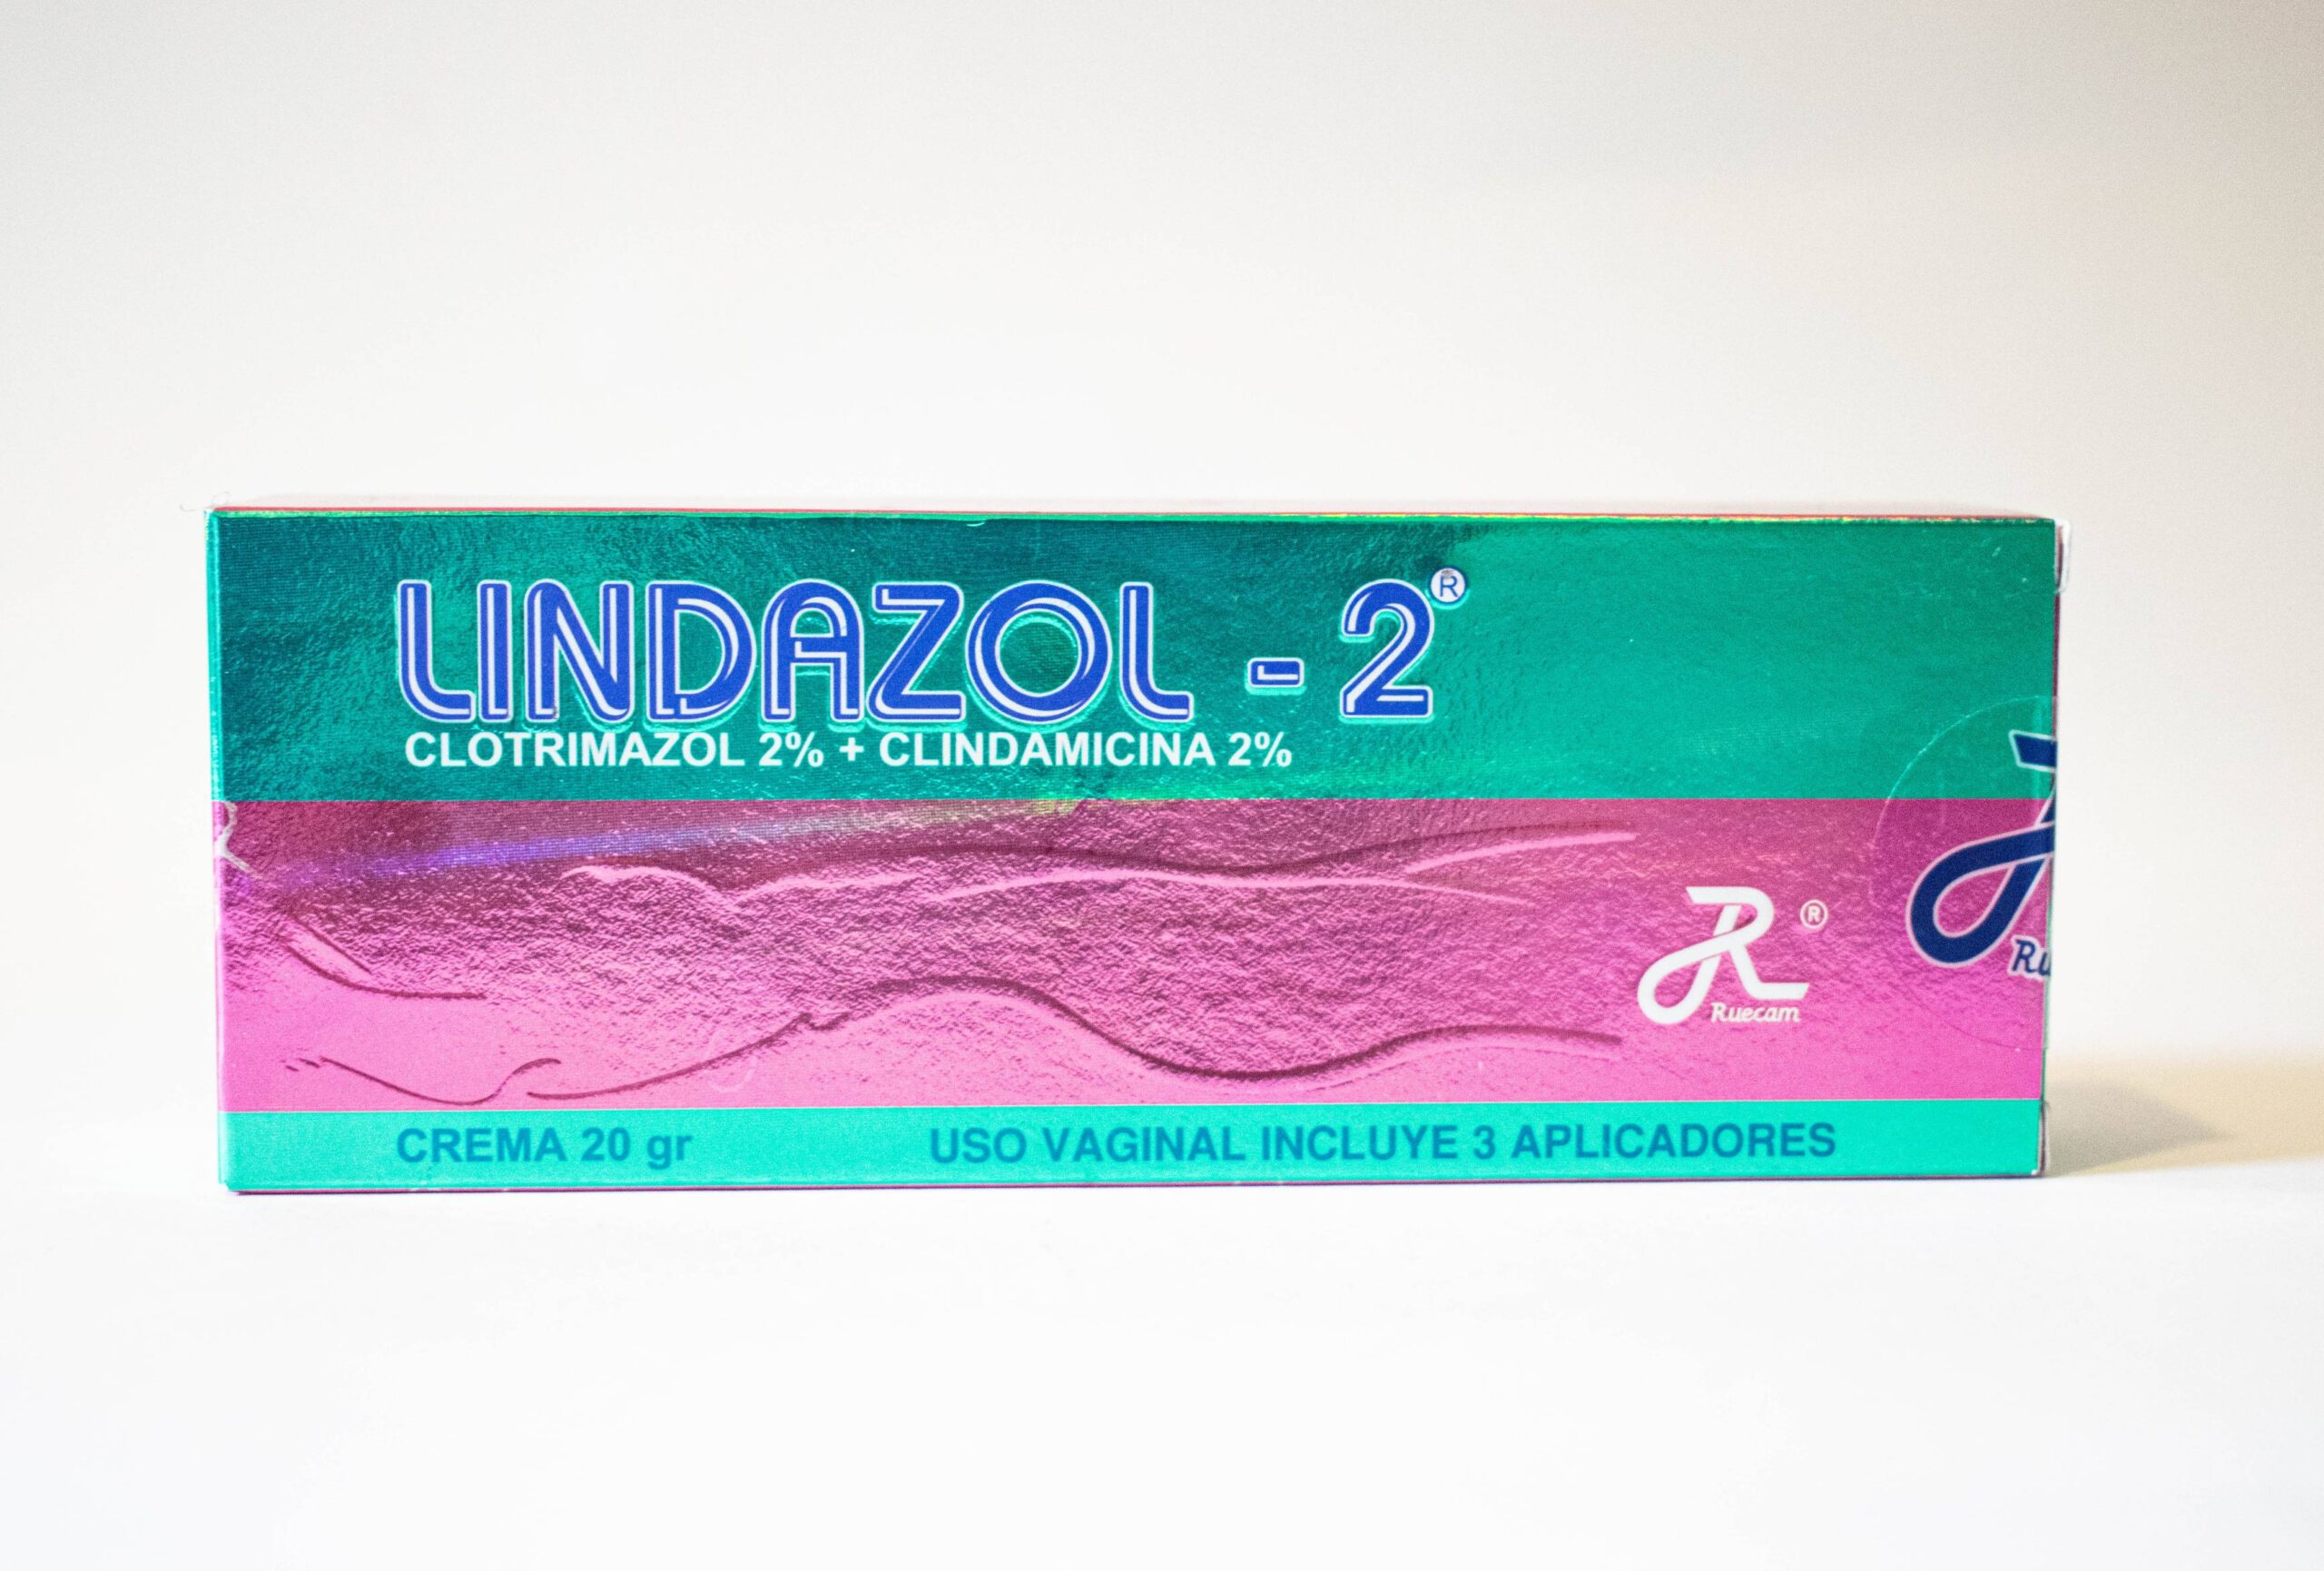 LINDAZOL - 2®
CLOTRIMAZOL 2% + CLINDAMICINA 2%
R®
Ruecam
CREMA 20 gr
USO VAGINAL INCLUYE 3 APLICADORES